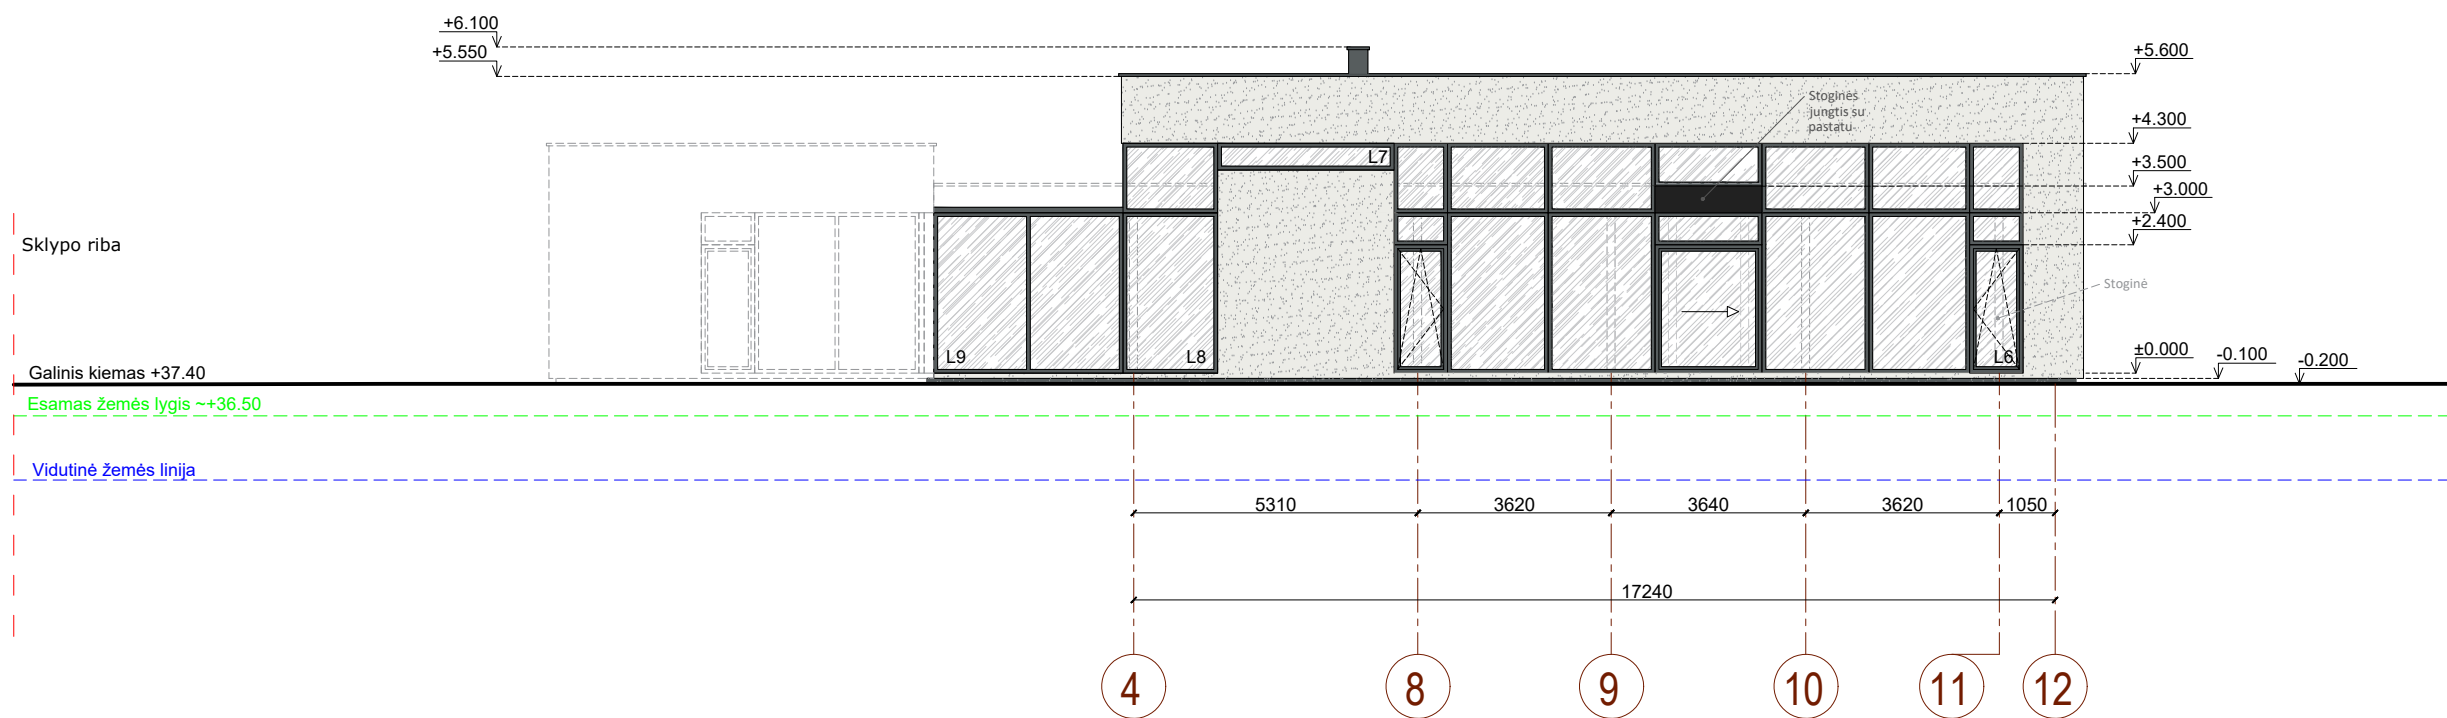 +6.100
+5.550
+5.600
Stoginės
jungtis su
pastatu
+4.300
L7
+3.500
+3.000
+2.400
Sklypo riba
Stoginė
L9
L8
L6
±0.000
-0.100
-0.200
Galinis kiemas +37.40
Esamas žemės lygis ~+36.50
Vidutinė žemės linija
5310
3620
3640
3620
1050
17240
4
8
9
10
11
12